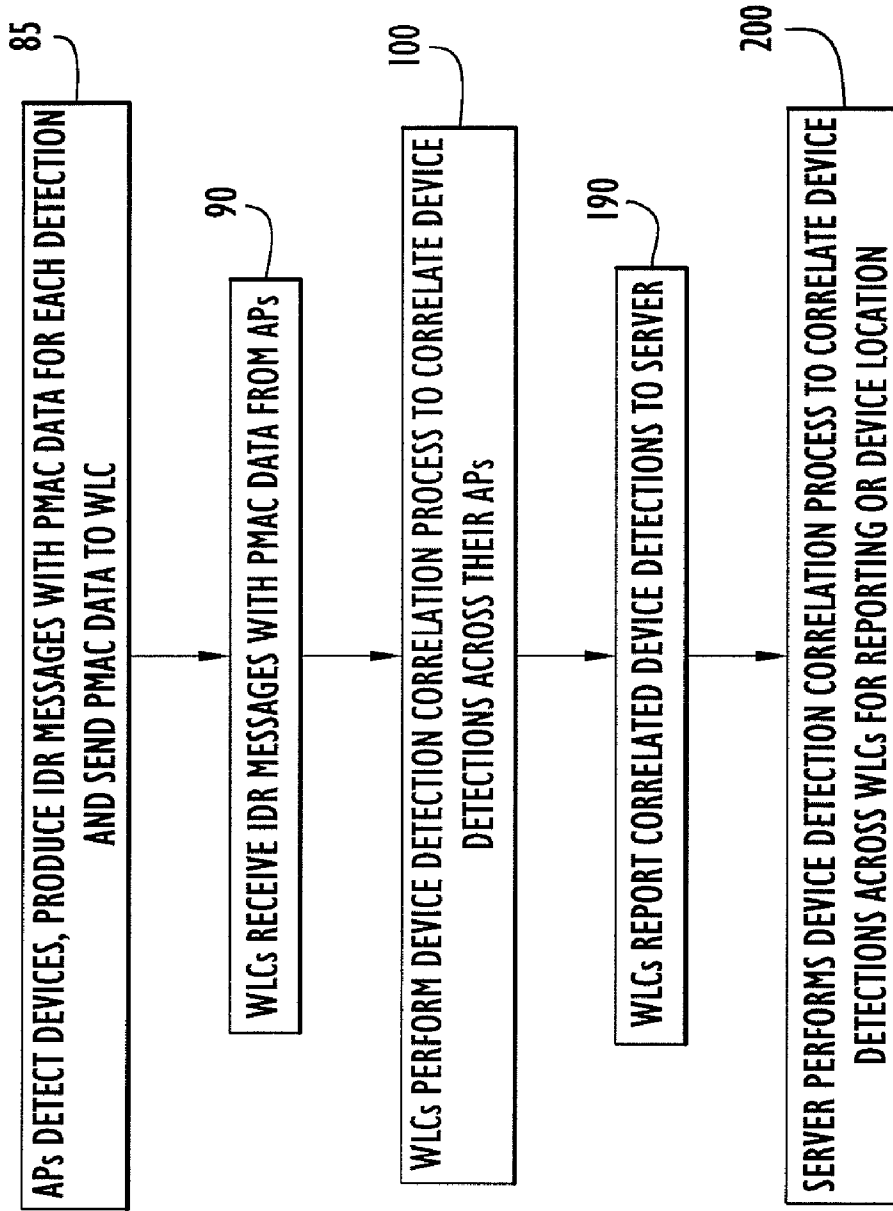 APs DETECT DEVICES, PRODUCE IDR MESSAGES WITH PMAC DATA FOR EACH DETECTION
AND SEND PMAC DATA TO WLC
85
WLCs RECEIVE IDR MESSAGES WITH PMAC DATA FROM APs
90
WLCs PERFORM DEVICE DETECTION CORRELATION PROCESS TO CORRELATE DEVICE
DETECTIONS ACROSS THEIR APs
100
WLCs REPORT CORRELATED DEVICE DETECTIONS TO SERVER
190
SERVER PERFORMS DEVICE DETECTION CORRELATION PROCESS TO CORRELATE DEVICE
DETECTIONS ACROSS WLCs FOR REPORTING OR DEVICE LOCATION
200